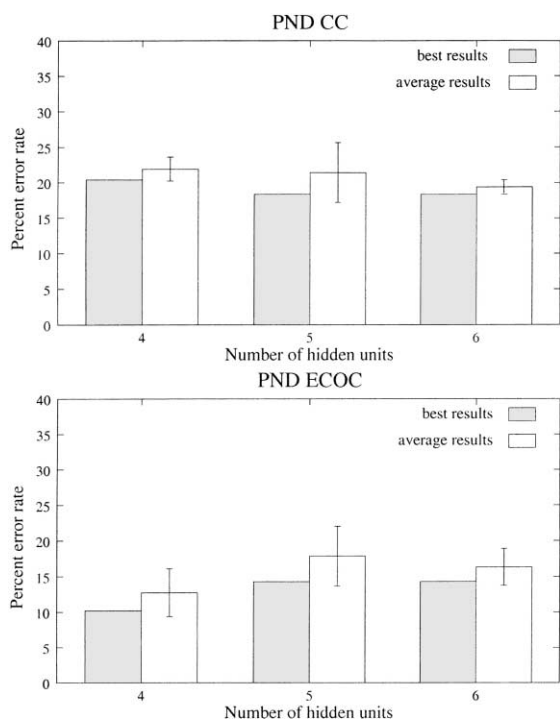 PND CC
40
35
30
25
20
15
10
5
0
Percent error rate
best results
average results
4 5 6
Number of hidden units
PND ECOC
40
35
30
25
20
15
10
5
0
Percent error rate
best results
average results
4 5 6
Number of hidden units